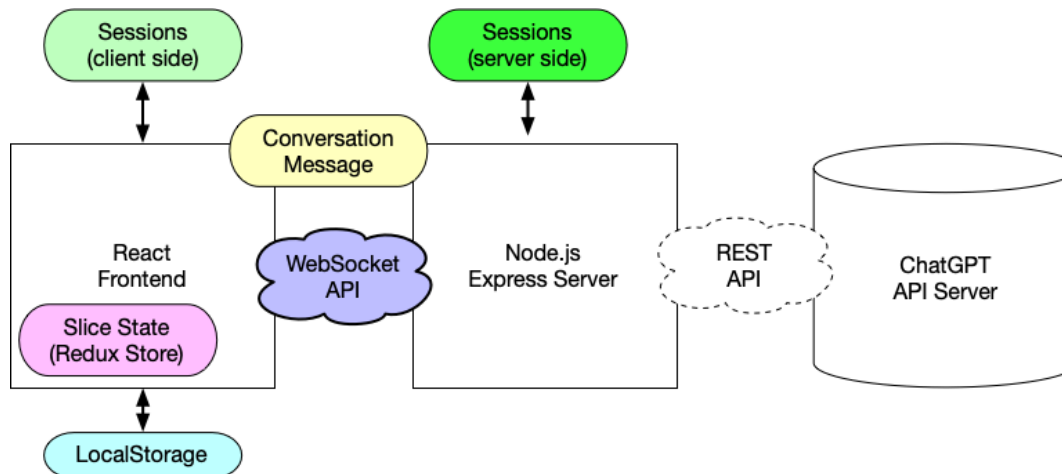 Sessions
(client side)
Sessions
(server side)
Conversation
Message
React
Frontend
WebSocket
API
Node.js
Express Server
REST
API
ChatGPT
API Server
Slice State
(Redux Store)
LocalStorage